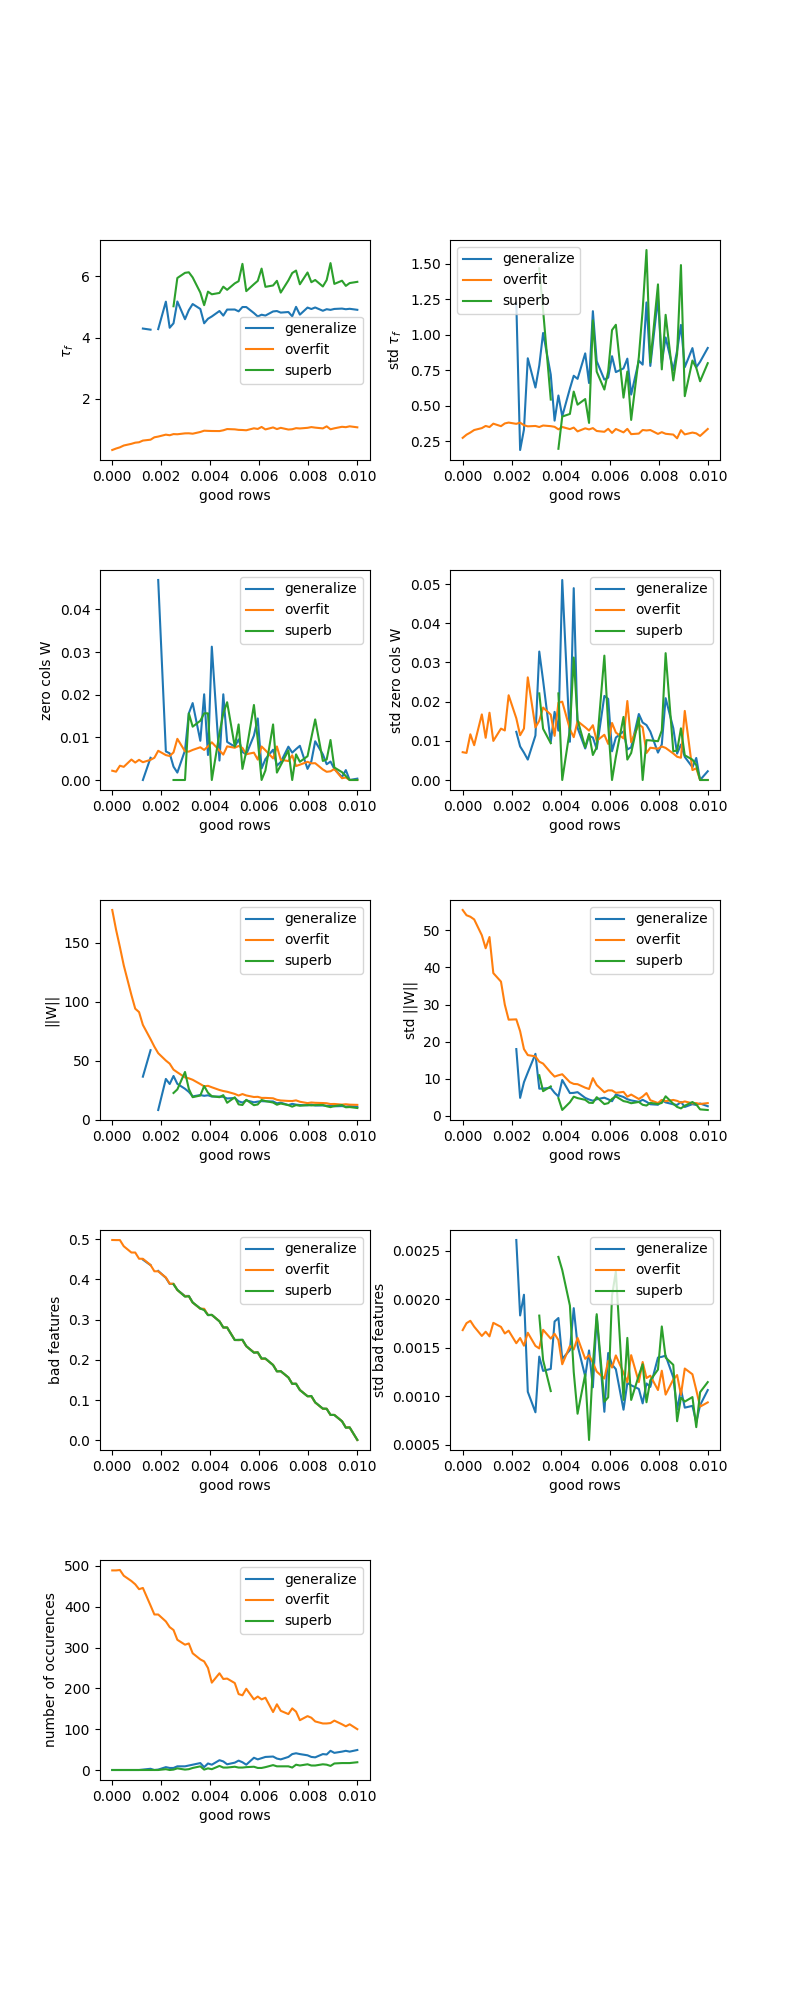 6
4
2
τf
generalize
overfit
superb
0.000 0.002 0.004 0.006 0.008 0.010
good rows
1.50
1.25
1.00
0.75
0.50
0.25
std τf
generalize
overfit
superb
0.000 0.002 0.004 0.006 0.008 0.010
good rows
0.04
0.03
0.02
0.01
0.00
zero cols W
generalize
overfit
superb
0.000 0.002 0.004 0.006 0.008 0.010
good rows
0.05
0.04
0.03
0.02
0.01
0.00
std zero cols W
generalize
overfit
superb
0.000 0.002 0.004 0.006 0.008 0.010
good rows
150
100
50
0
||W||
generalize
overfit
superb
0.000 0.002 0.004 0.006 0.008 0.010
good rows
50
40
30
20
10
0
std ||W||
generalize
overfit
superb
0.000 0.002 0.004 0.006 0.008 0.010
good rows
0.5
0.4
0.3
0.2
0.1
0.0
bad features
generalize
overfit
superb
0.000 0.002 0.004 0.006 0.008 0.010
good rows
0.0025
0.0020
0.0015
0.0010
0.0005
std bad features
generalize
overfit
superb
0.000 0.002 0.004 0.006 0.008 0.010
good rows
500
400
300
200
100
0
number of occurences
generalize
overfit
superb
0.000 0.002 0.004 0.006 0.008 0.010
good rows